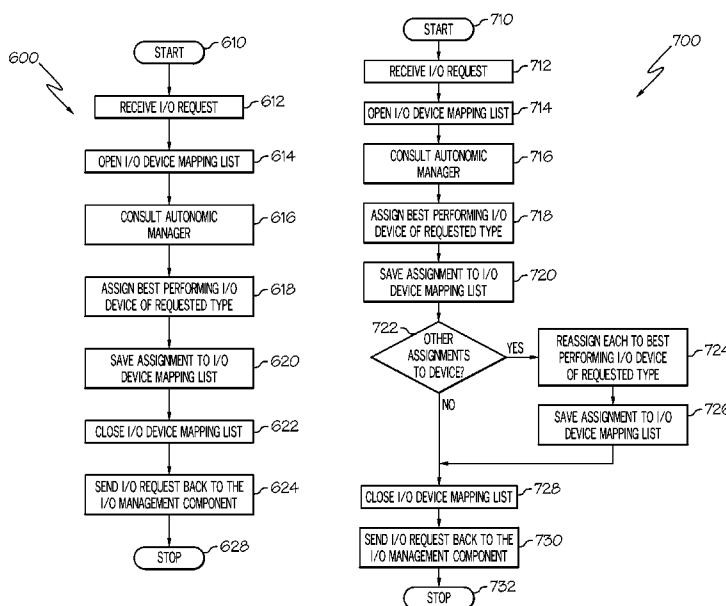 600
START
610
RECEIVE I/O REQUEST
612
OPEN I/O DEVICE MAPPING LIST
614
CONSULT AUTONOMIC
MANAGER
616
ASSIGN BEST PERFORMING I/O
DEVICE OF REQUESTED TYPE
618
SAVE ASSIGNMENT TO I/O
DEVICE MAPPING LIST
620
CLOSE I/O DEVICE MAPPING LIST
622
SEND I/O REQUEST BACK TO THE
I/O MANAGEMENT COMPONENT
624
STOP
628
700
710
START
RECEIVE I/O REQUEST
712
OPEN I/O DEVICE MAPPING LIST
714
CONSULT AUTONOMIC
MANAGER
716
ASSIGN BEST PERFORMING I/O
DEVICE OF REQUESTED TYPE
718
SAVE ASSIGNMENT TO I/O
DEVICE MAPPING LIST
720
722
OTHER
ASSIGNMENTS
TO DEVICE?
YES
NO
REASSIGN EACH TO BEST
PERFORMING I/O DEVICE
OF REQUESTED TYPE
724
SAVE ASSIGNMENT TO I/O
DEVICE MAPPING LIST
726
CLOSE I/O DEVICE MAPPING LIST
728
SEND I/O REQUEST BACK TO THE
I/O MANAGEMENT COMPONENT
730
STOP
732